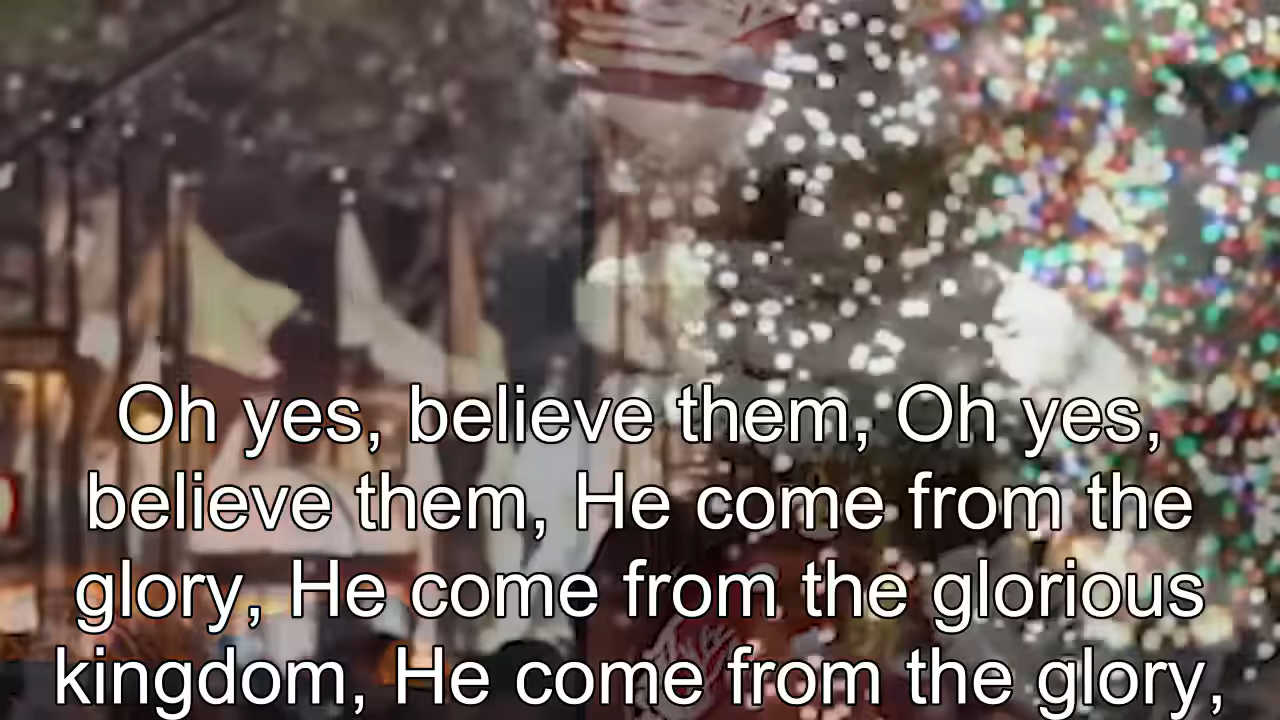 Oh yes, believe them, Oh yes,
believe them, He come from the
glory, He come from the glorious
kingdom, He come from the glory,